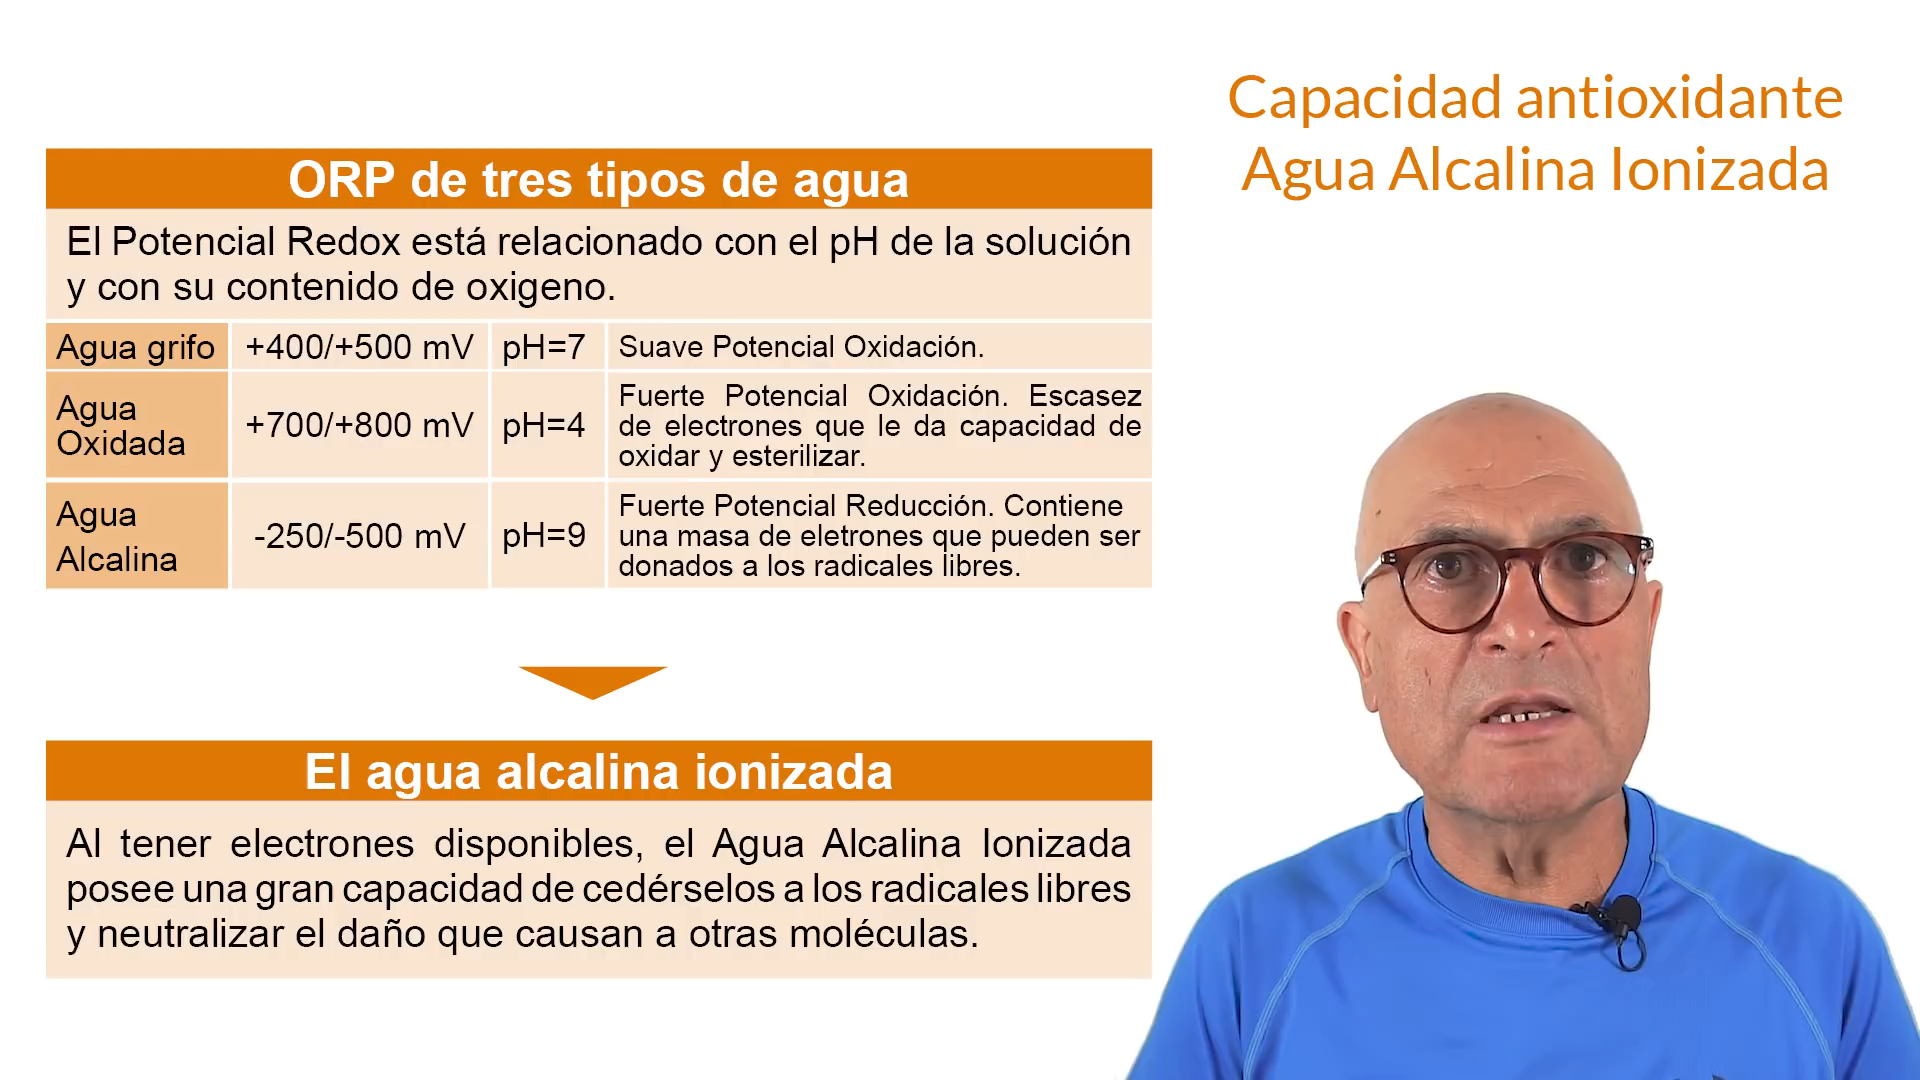 Capacidad antioxidante
Agua Alcalina Ionizada
ORP de tres tipos de agua
El Potencial Redox está relacionado con el pH de la solución
y con su contenido de oxigeno.
Agua grifo +400/+500 mV pH=7 Suave Potencial Oxidación.
Agua
Oxidada
+700/+800 mV
pH=4
Fuerte Potencial Oxidación. Escasez
de electrones que le da capacidad de
oxidar y esterilizar.
Agua
Alcalina
-250/-500 mV
pH=9
Fuerte Potencial Reducción. Contiene
una masa de eletrones que pueden ser
donados a los radicales libres.
El agua alcalina ionizada
Al tener electrones disponibles, el Agua Alcalina Ionizada
posee una gran capacidad de cedérselos a los radicales libres
y neutralizar el daño que causan a otras moléculas.